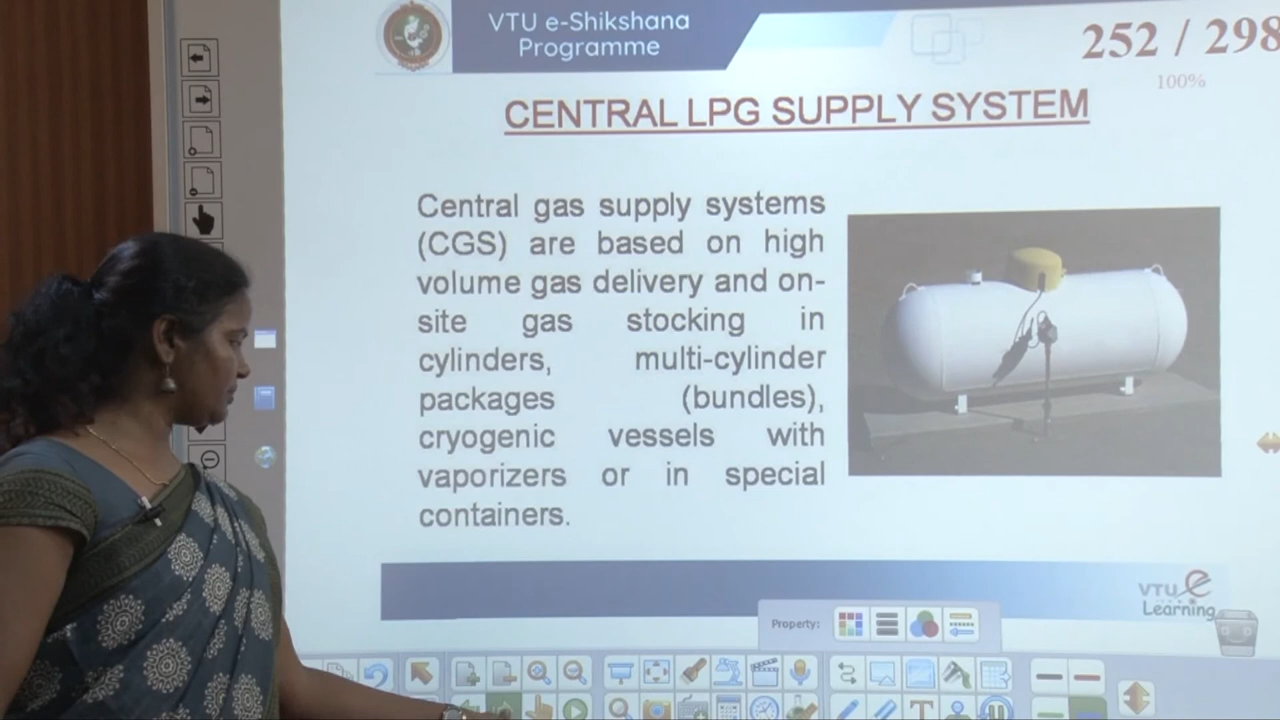 VTU e-Shikshana
Programme
252 / 298
100%
CENTRAL LPG SUPPLY SYSTEM
Central gas supply systems
(CGS) are based on high
volume gas delivery and on-
site gas stocking in
cylinders, multi-cylinder
packages (bundles),
cryogenic vessels with
vaporizers or in special
containers.
VTU e
Learning
Property: